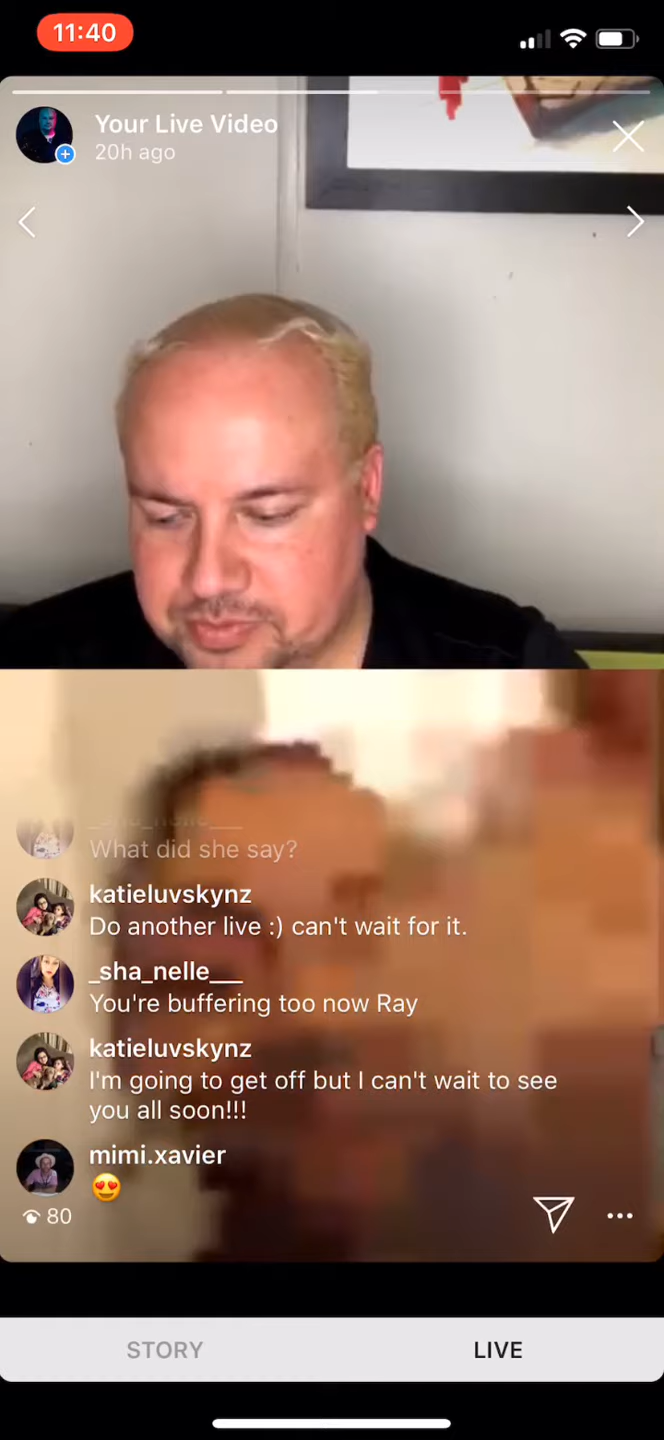 11:40
Your Live Video
20h ago
_sha_nelle___
What did she say?
katieluvskynz
Do another live :) can't wait for it.
_sha_nelle___
You're buffering too now Ray
katieluvskynz
I'm going to get off but I can't wait to see
you all soon!!!
mimi.xavier
😍
80
STORY
LIVE